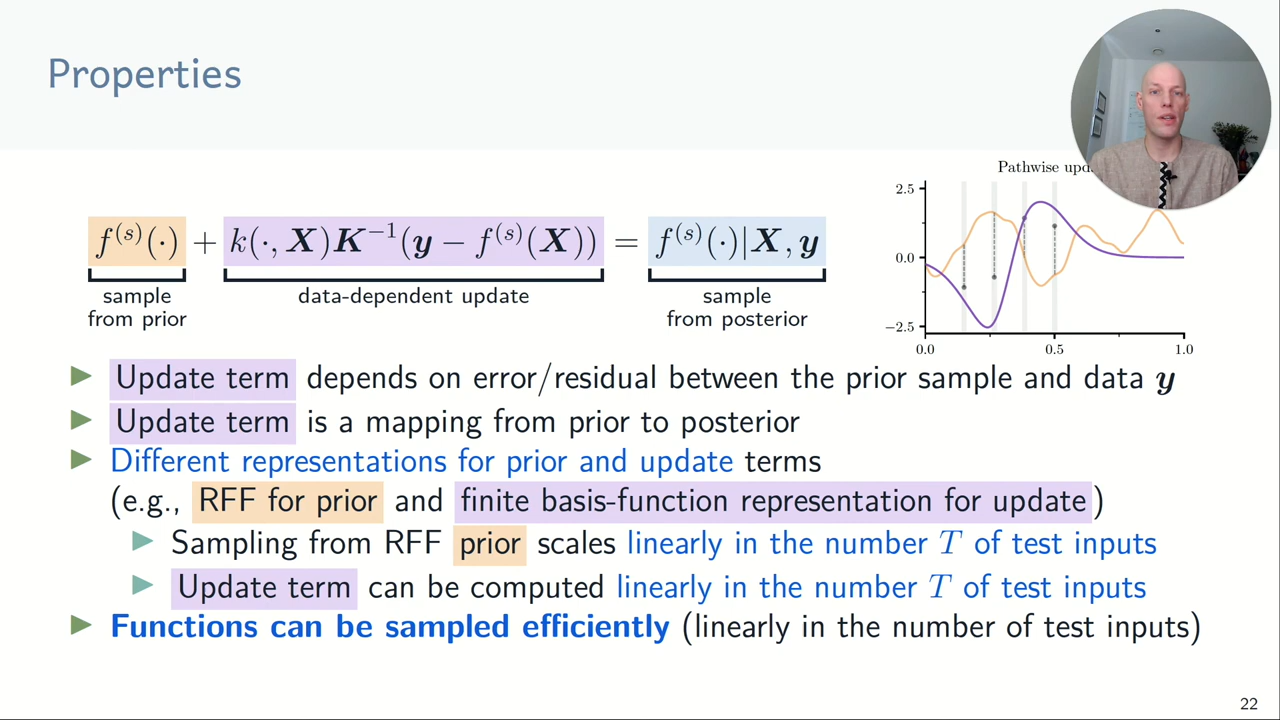 Properties
Pathwise upd
2.5
0.0
−2.5
0.0 0.5 1.0
f^(s)(·) + k(·, X)K^−1(y − f^(s)(X)) = f^(s)(·)|X, y
sample
from prior
data-dependent update
sample
from posterior
▶ Update term depends on error/residual between the prior sample and data y
▶ Update term is a mapping from prior to posterior
▶ Different representations for prior and update terms
(e.g., RFF for prior and finite basis-function representation for update)
▶ Sampling from RFF prior scales linearly in the number T of test inputs
▶ Update term can be computed linearly in the number T of test inputs
▶ Functions can be sampled efficiently (linearly in the number of test inputs)
22